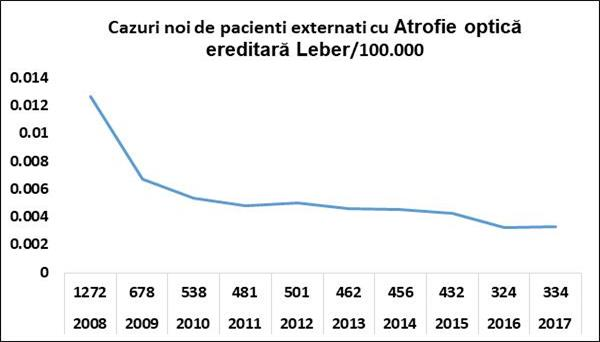 Cazuri noi de pacienti externati cu Atrofie optică
ereditară Leber/100.000
0.014
0.012
0.01
0.008
0.006
0.004
0.002
0
1272 678 538 481 501 462 456 432 324 334
2008 2009 2010 2011 2012 2013 2014 2015 2016 2017